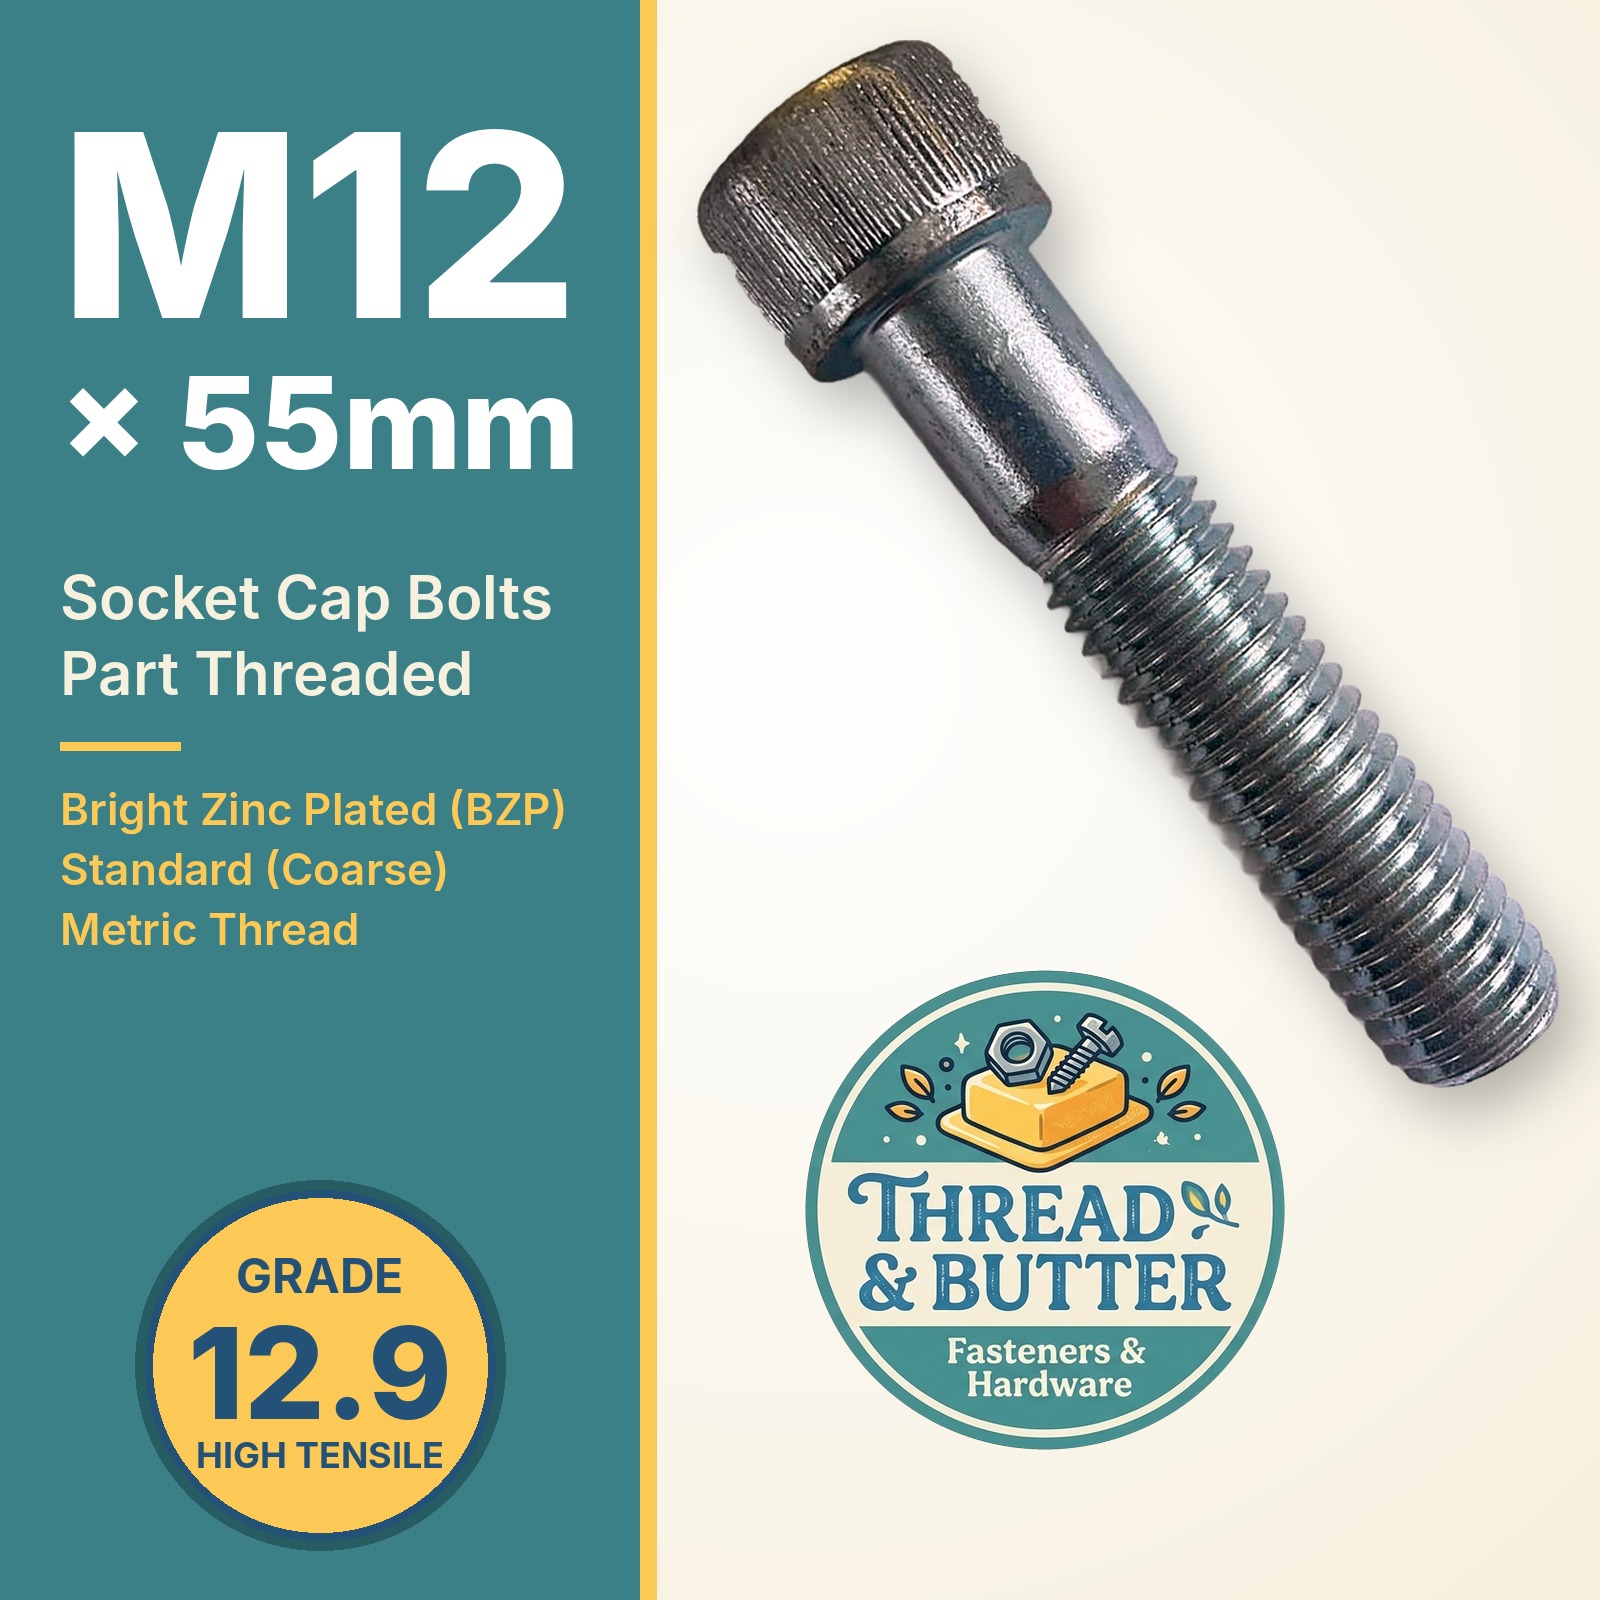 M12
× 55mm
Socket Cap Bolts
Part Threaded
Bright Zinc Plated (BZP)
Standard (Coarse)
Metric Thread
GRADE
12.9
HIGH TENSILE
THREAD
& BUTTER
Fasteners &
Hardware